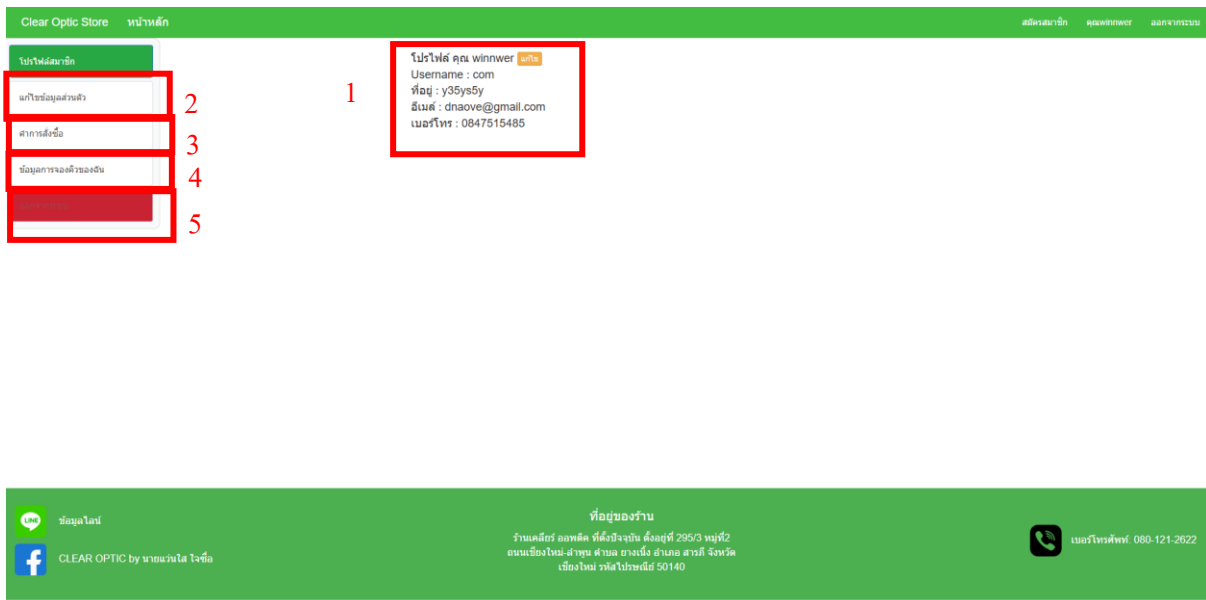 Clear Optic Store หน้าหลัก สมัครสมาชิก คุณwinnwer ออกจากระบบ
โปรไฟล์สมาชิก
แก้ไขข้อมูลส่วนตัว
2
สาการสั่งซื้อ
3
ข้อมูลการจองคิวของฉัน
4
5
1
โปรไฟล์ คุณ winnwer แก้ไข
Username : com
ที่อยู่ : y35ys5y
อีเมล์ : dnaove@gmail.com
เบอร์โทร : 0847515485
LINE ข้อมูลไลน์
CLEAR OPTIC by นายแว่นใส ใจซื่อ
ที่อยู่ของร้าน
ร้านเคลียร์ ออพติค ที่ตั้งปัจจุบัน ตั้งอยู่ที่ 295/3 หมู่ที่2
ถนนเชียงใหม่-ลำพูน ตำบล ยางเนิ้ง อำเภอ สารภี จังหวัด
เชียงใหม่ รหัสไปรษณีย์ 50140
เบอร์โทรศัพท์: 080-121-2622